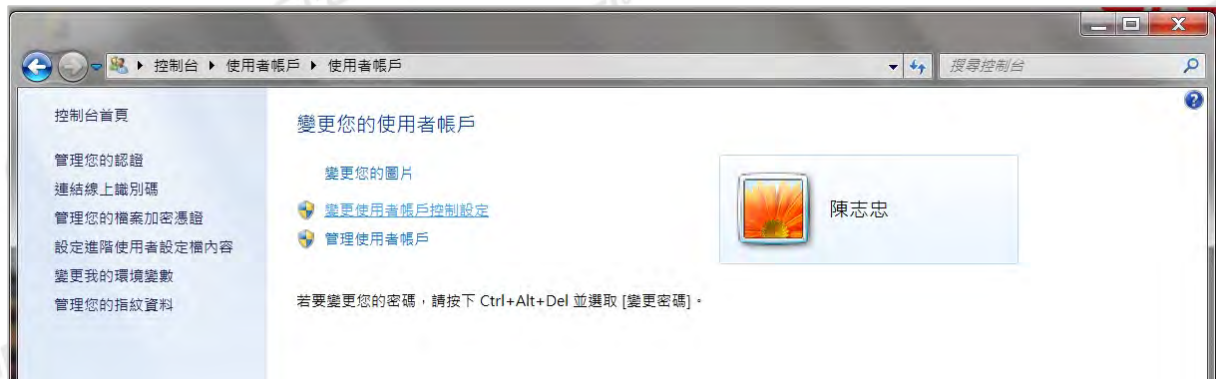 控制台 ▸ 使用者帳戶 ▸ 使用者帳戶
搜尋控制台
控制台首頁
管理您的認證
連結線上識別碼
管理您的檔案加密憑證
設定進階使用者設定檔內容
變更我的環境變數
管理您的指紋資料
變更您的使用者帳戶
變更您的圖片
變更使用者帳戶控制設定
管理使用者帳戶
陳志忠
若要變更您的密碼，請按下 Ctrl+Alt+Del 並選取 [變更密碼]。